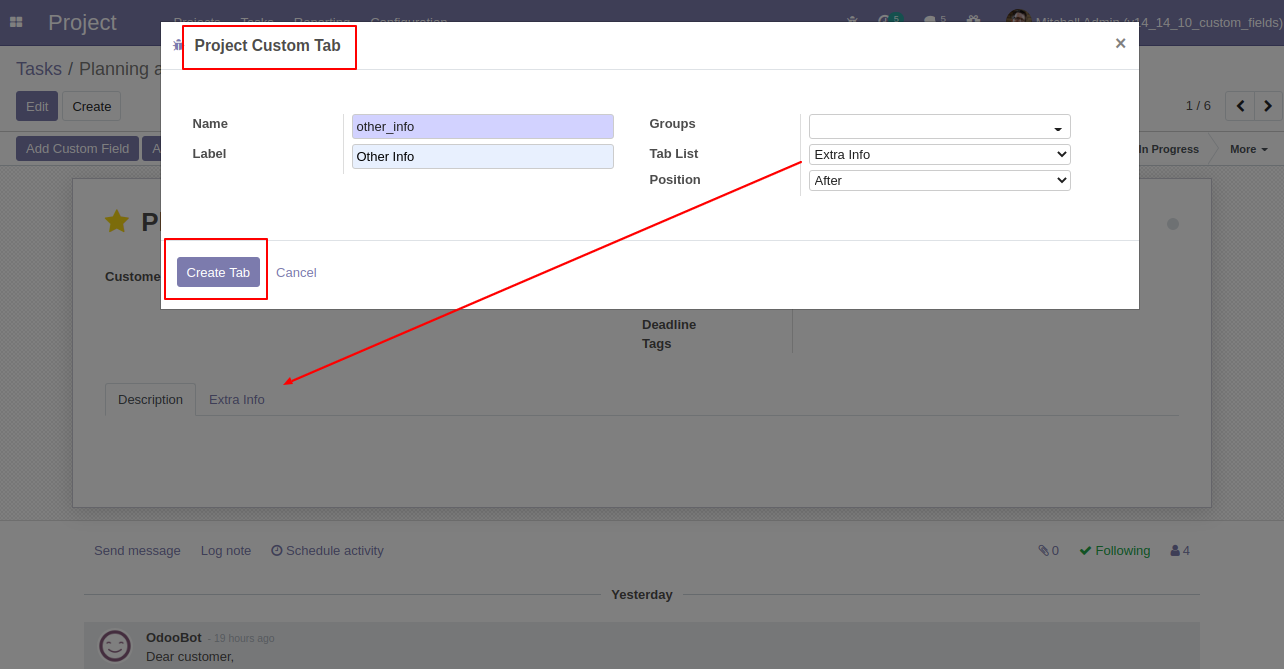 Project Projects Tasks Reporting Configuration 5 5 Mitchell Admin (v14_14_10_custom_fields)
Project Custom Tab ×
Tasks / Planning a
Edit Create 1 / 6
Name other_info Groups
Add Custom Field A Label Other Info Tab List Extra Info In Progress More
Position After
Pl
Create Tab Cancel
Custome
Deadline
Tags
Description Extra Info
Send message Log note Schedule activity 0 Following 4
Yesterday
OdooBot - 19 hours ago
Dear customer,